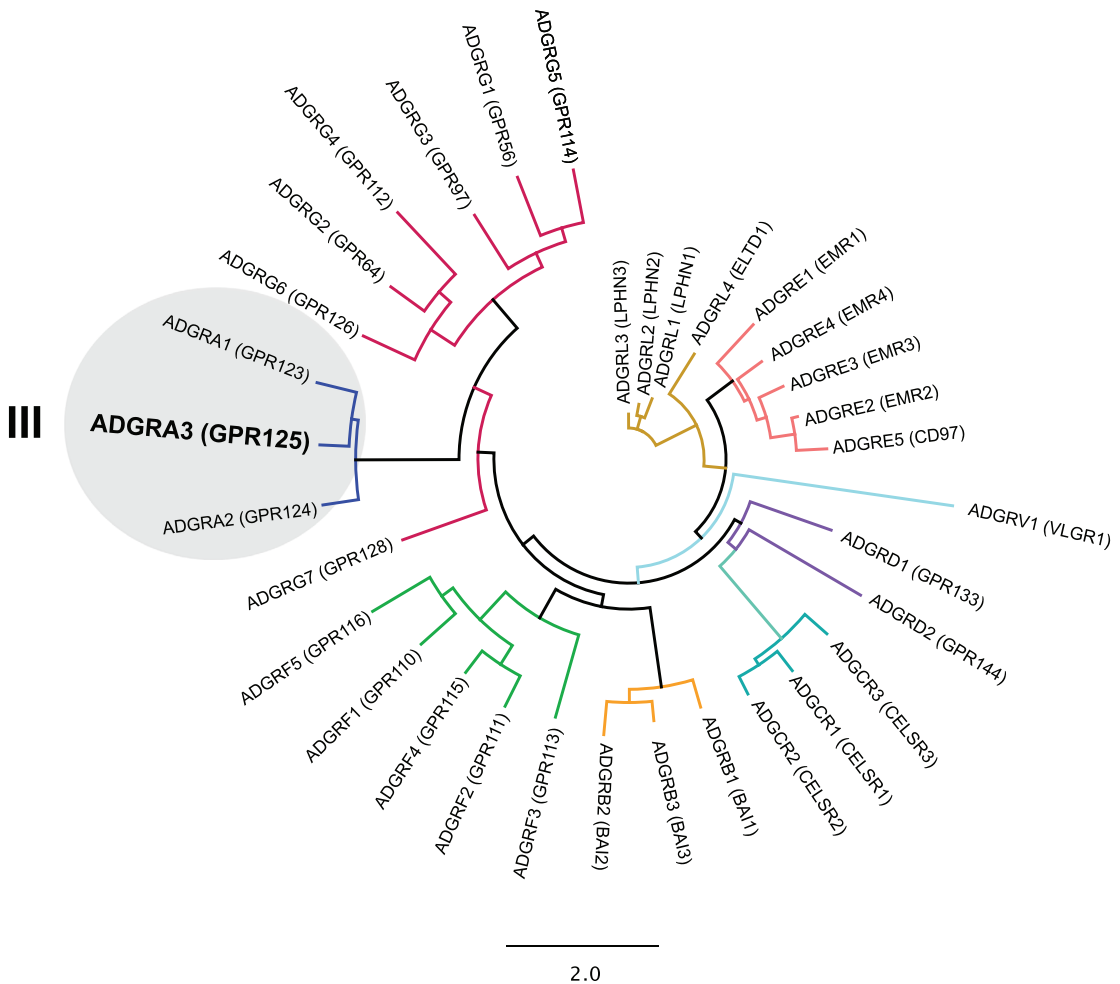 III
ADGRA3 (GPR125)
ADGRA1 (GPR123)
ADGRG6 (GPR126)
ADGRG2 (GPR64)
ADGRG4 (GPR112)
ADGRG3 (GPR97)
ADGRG1 (GPR56)
ADGRG5 (GPR114)
ADGRL3 (LPHN3)
ADGRL2 (LPHN2)
ADGRL1 (LPHN1)
ADGRL4 (ELTD1)
ADGRE1 (EMR1)
ADGRE4 (EMR4)
ADGRE3 (EMR3)
ADGRE2 (EMR2)
ADGRE5 (CD97)
ADGRV1 (VLGR1)
ADGRD1 (GPR133)
ADGRD2 (GPR144)
ADGCR3 (CELSR3)
ADGCR1 (CELSR1)
ADGCR2 (CELSR2)
ADGRB1 (BAI1)
ADGRB3 (BAI3)
ADGRB2 (BAI2)
ADGRF3 (GPR113)
ADGRF2 (GPR111)
ADGRF4 (GPR115)
ADGRF1 (GPR110)
ADGRF5 (GPR116)
ADGRG7 (GPR128)
ADGRA2 (GPR124)
2.0